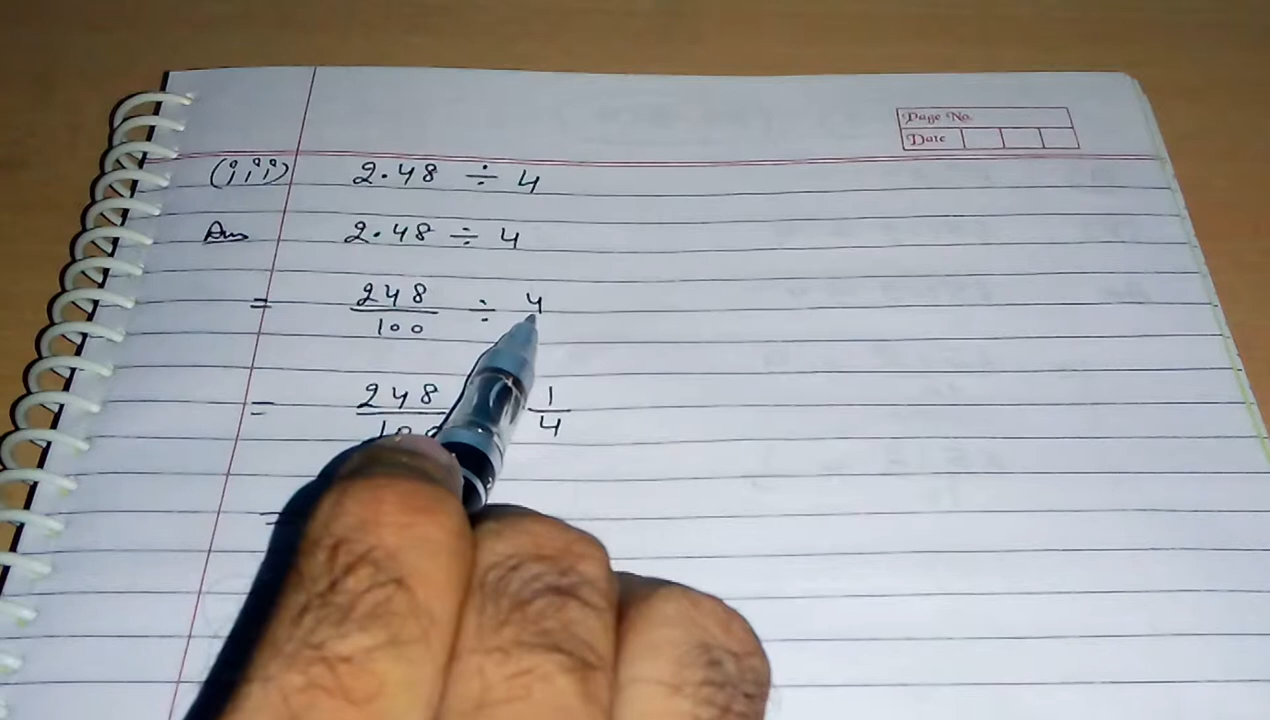 Page No.
Date
(iii) 2.48 ÷ 4
Ans 2.48 ÷ 4
= 248/100 ÷ 4
= 248/100 1/4
=